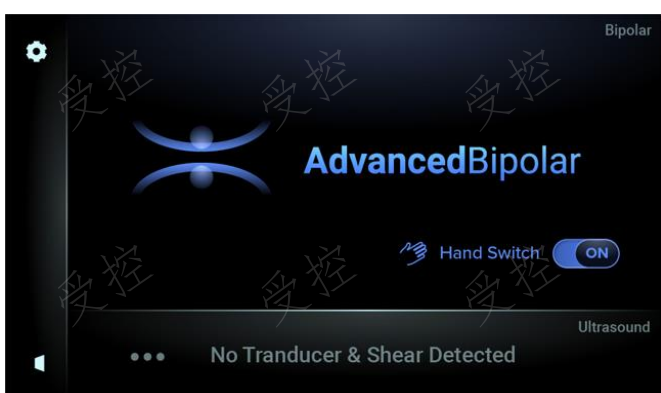 Bipolar
受控 受控 受控
AdvancedBipolar
Hand Switch ON
受控 受控 受控
Ultrasound
No Tranducer & Shear Detected